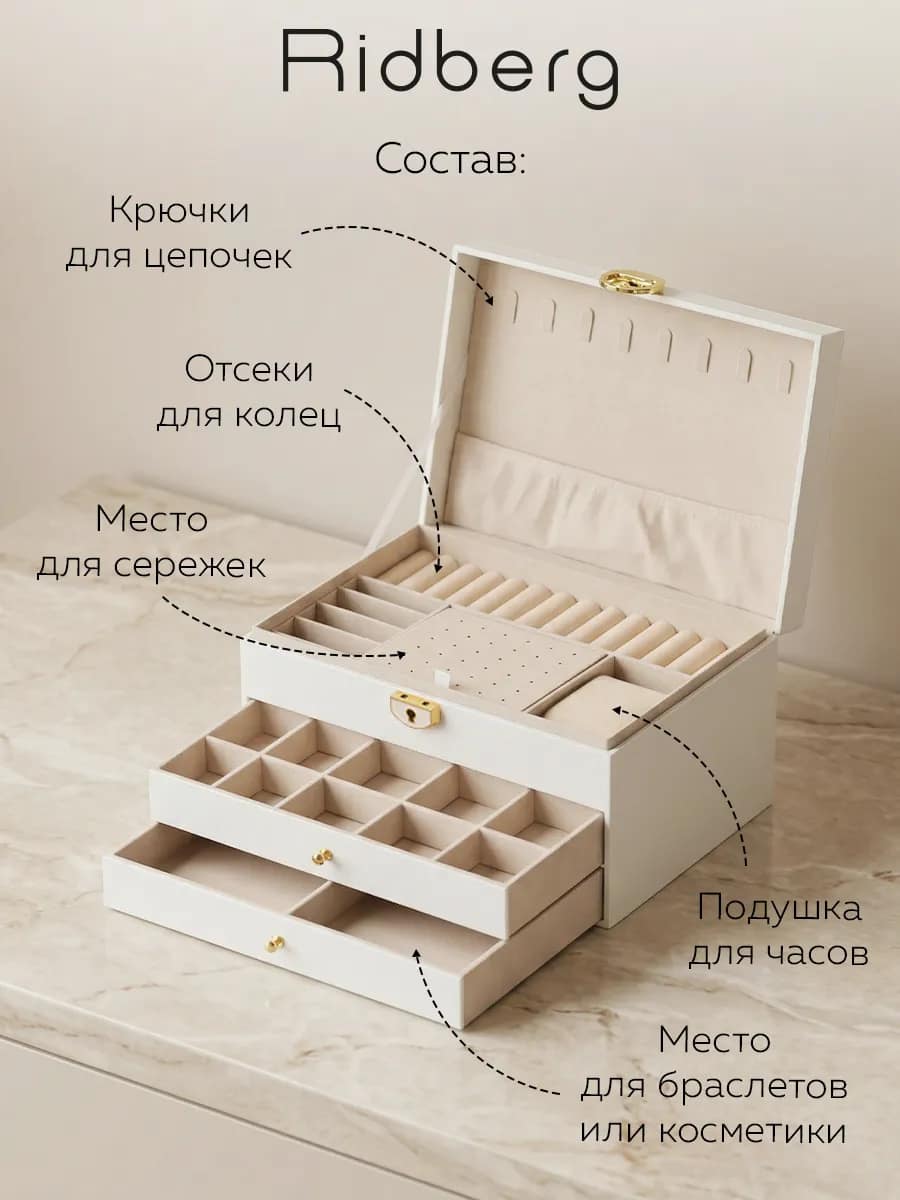 Ridberg
Состав:
Крючки
для цепочек
Отсеки
для колец
Место
для сережек
Подушка
для часов
Место
для браслетов
или косметики